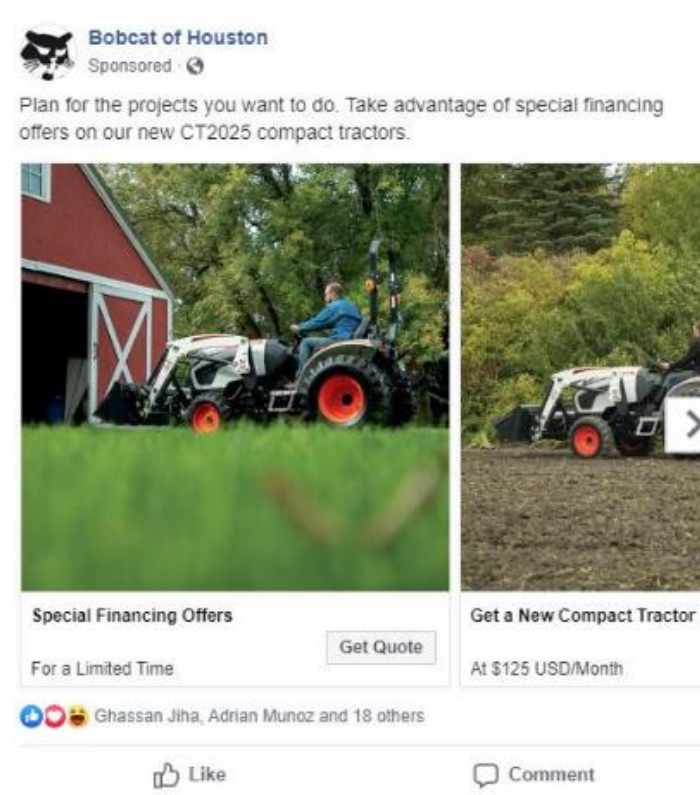 Bobcat of Houston
Sponsored ·
Plan for the projects you want to do. Take advantage of special financing
offers on our new CT2025 compact tractors.
Special Financing Offers
Get Quote
For a Limited Time
Get a New Compact Tractor
At $125 USD/Month
Ghassan Jiha, Adrian Munoz and 18 others
Like
Comment